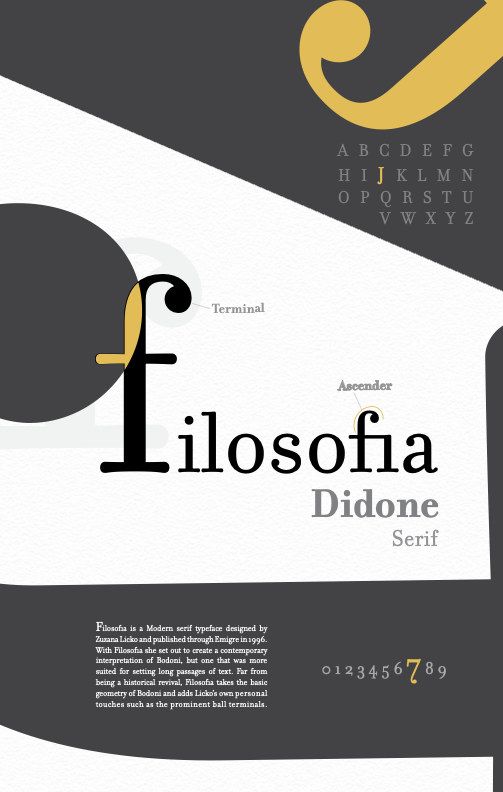 A B C D E F G
H I J K L M N
O P Q R S T U
V W X Y Z
Terminal
Ascender
filosofia
Didone
Serif
Filosofia is a Modern serif typeface designed by
Zuzana Licko and published through Emigre in 1996.
With Filosofia she set out to create a contemporary
interpretation of Bodoni, but one that was more
suited for setting long passages of text. Far from
being a historical revival, Filosofia takes the basic
geometry of Bodoni and adds Licko's own personal
touches such as the prominent ball terminals.
0 1 2 3 4 5 6 7 8 9